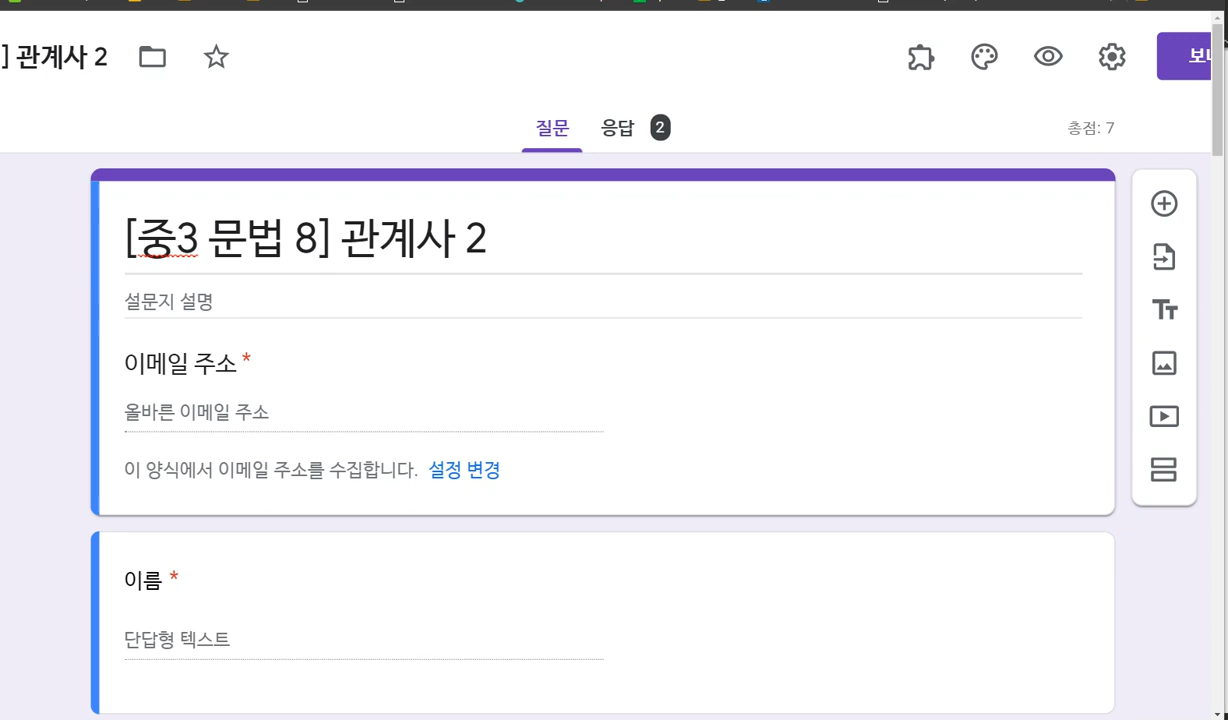 ] 관계사 2
질문 응답 2
총점: 7
[중3 문법 8] 관계사 2
설문지 설명
이메일 주소 *
올바른 이메일 주소
이 양식에서 이메일 주소를 수집합니다. 설정 변경
이름 *
단답형 텍스트